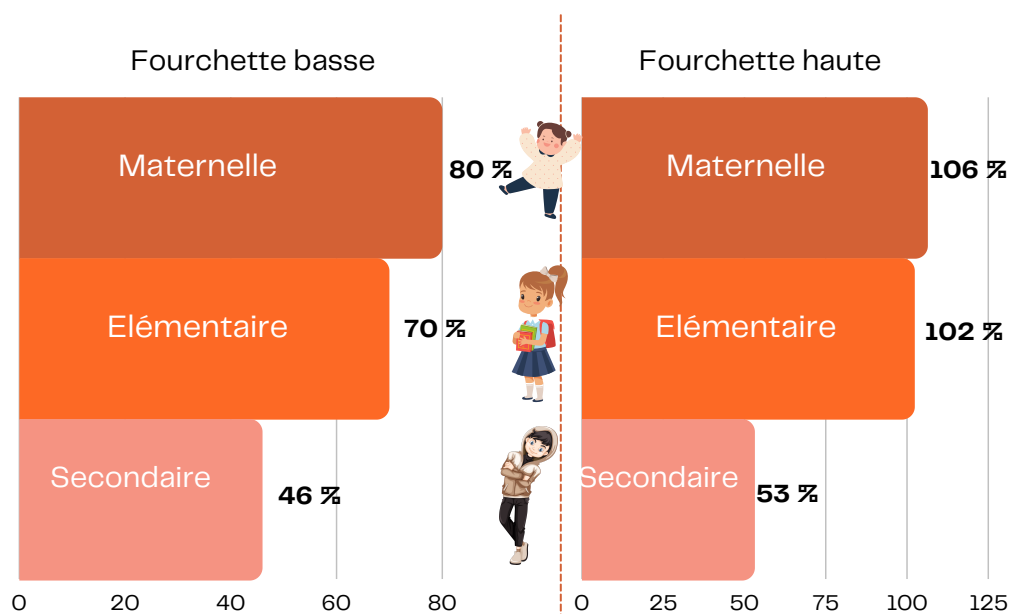 Fourchette basse
Maternelle
80 %
Elémentaire
70 %
Secondaire
46 %
0 20 40 60 80
Fourchette haute
Maternelle
106 %
Elémentaire
102 %
Secondaire
53 %
0 25 50 75 100 125